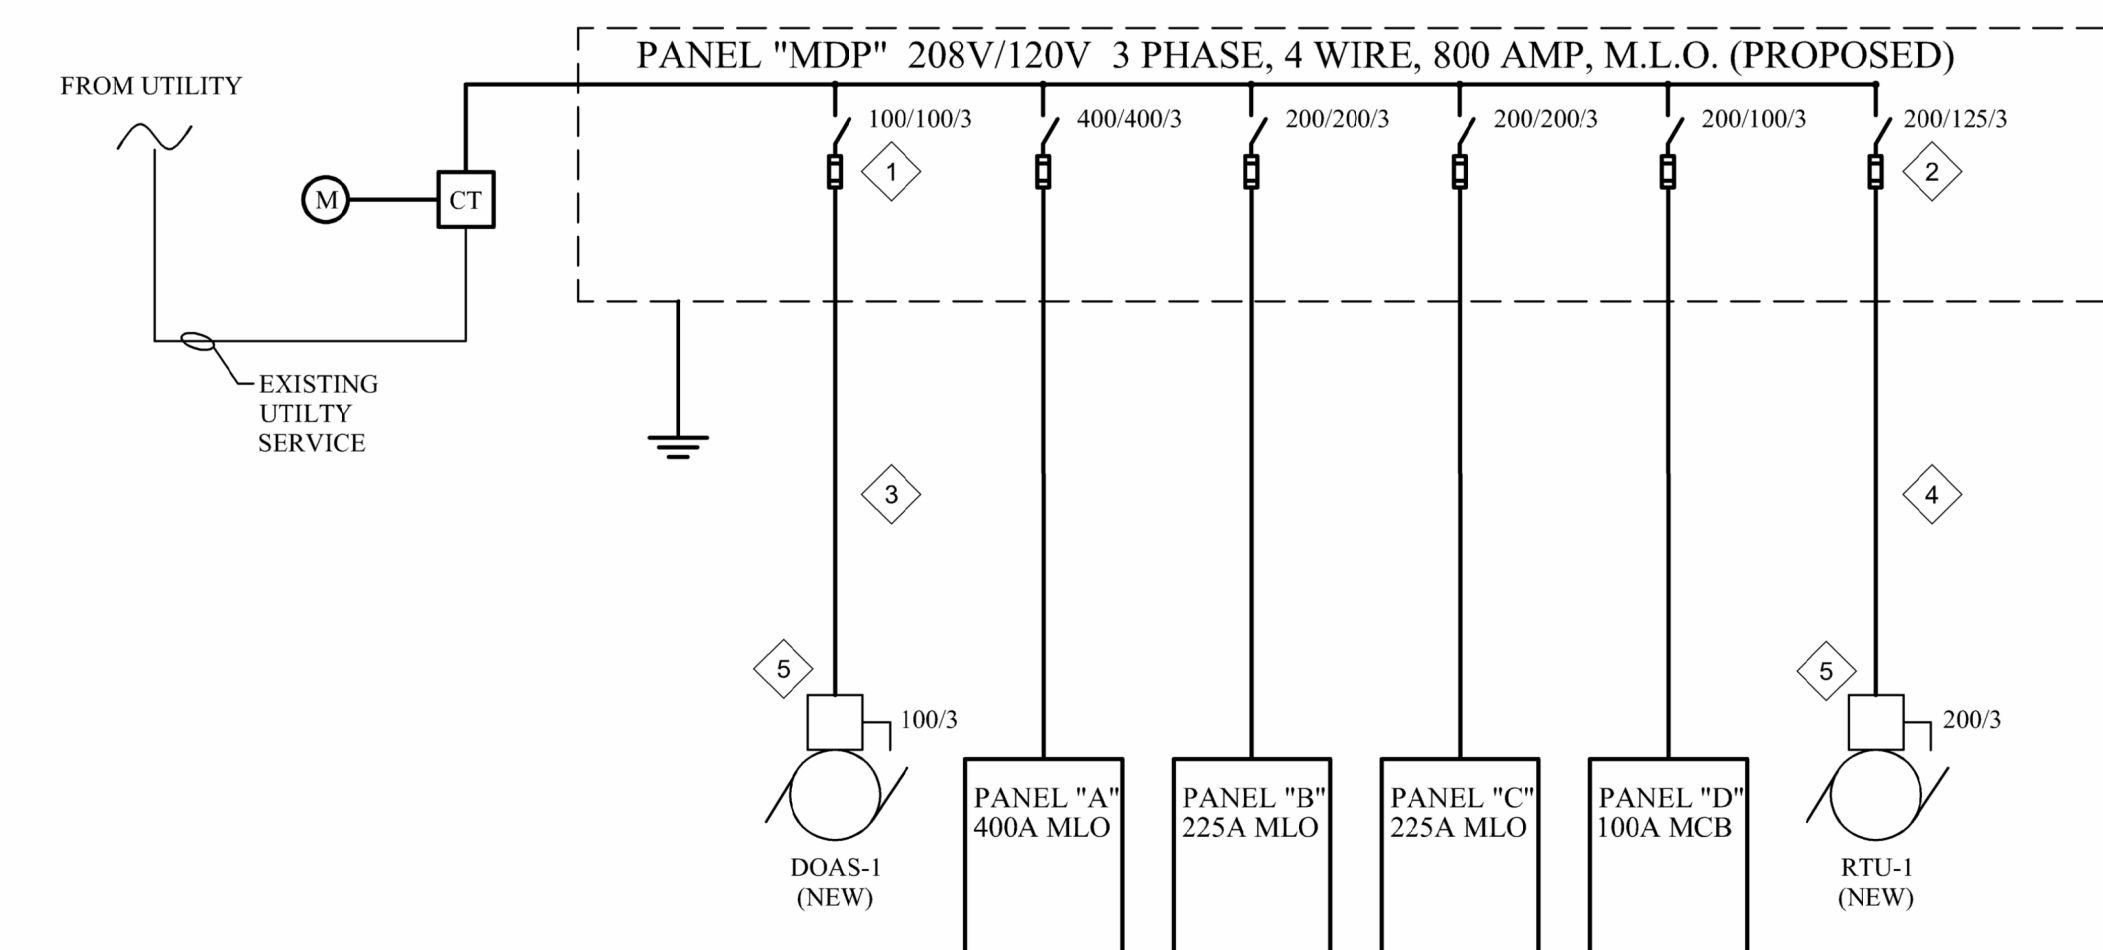 PANEL "MDP" 208V/120V 3 PHASE, 4 WIRE, 800 AMP, M.L.O. (PROPOSED)
FROM UTILITY
100/100/3
400/400/3
200/200/3
200/200/3
200/100/3
200/125/3
1
2
M
CT
EXISTING
UTILTY
SERVICE
3
4
5
100/3
5
200/3
PANEL "A"
400A MLO
PANEL "B"
225A MLO
PANEL "C"
225A MLO
PANEL "D"
100A MCB
DOAS-1
(NEW)
RTU-1
(NEW)